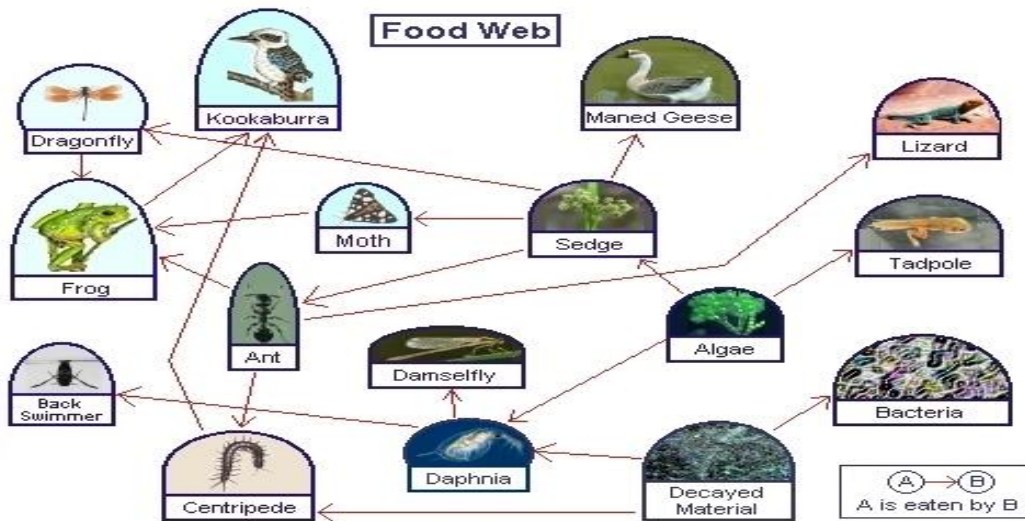 Food Web
Kookaburra
Maned Geese
Dragonfly
Lizard
Moth
Sedge
Tadpole
Frog
Ant
Algae
Damselfly
Back
Swimmer
Bacteria
Daphnia
Centripede
Decayed
Material
A B
A is eaten by B